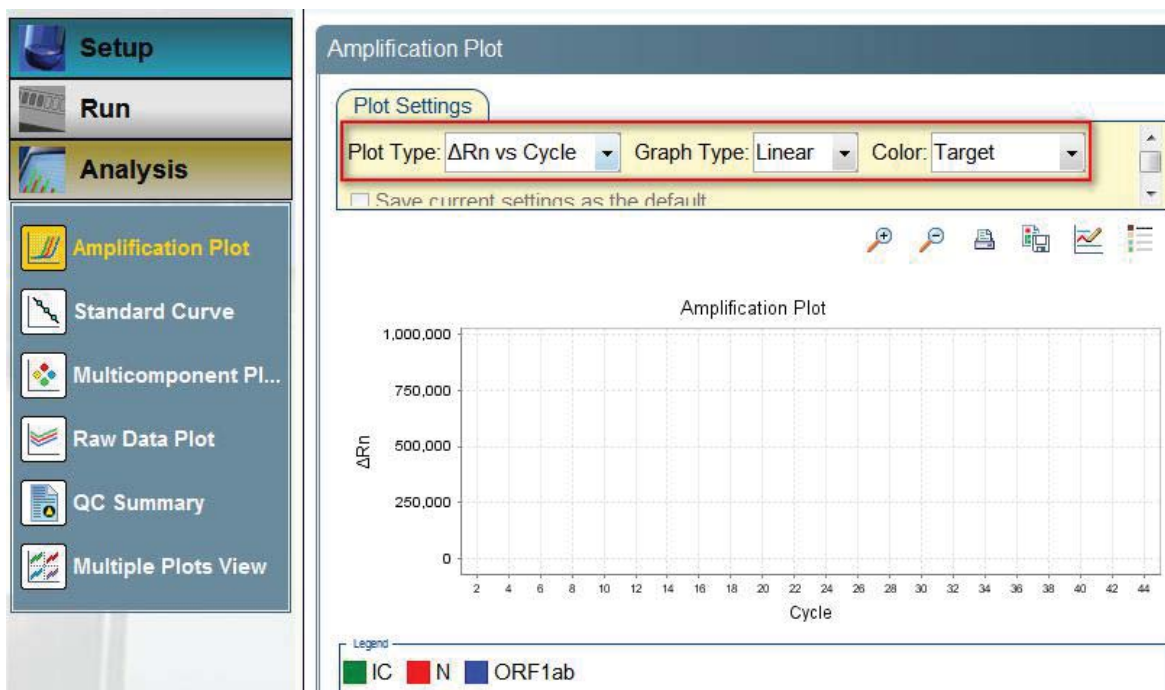 Setup
Run
Analysis
Amplification Plot
Standard Curve
Multicomponent Pl...
Raw Data Plot
QC Summary
Multiple Plots View
Amplification Plot
Plot Settings
Plot Type: ΔRn vs Cycle Graph Type: Linear Color: Target
Save current settings as the default
Amplification Plot
1,000,000
750,000
500,000
250,000
0
ΔRn
2 4 6 8 10 12 14 16 18 20 22 24 26 28 30 32 34 36 38 40 42 44
Cycle
Legend
IC N ORF1ab